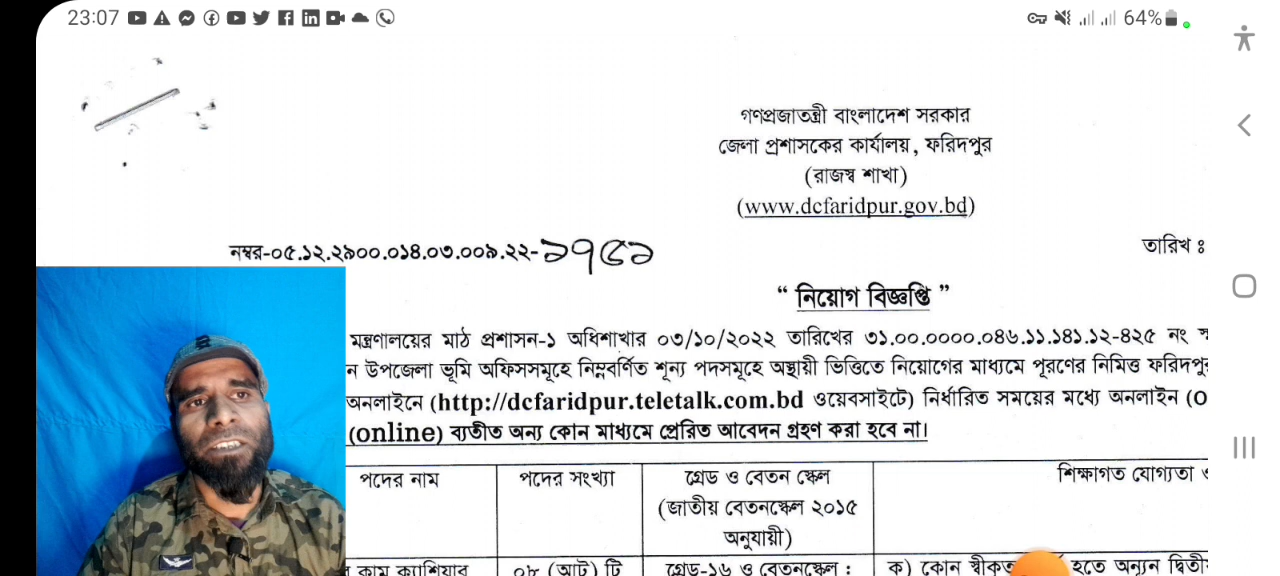 23:07
64%
গণপ্রজাতন্ত্রী বাংলাদেশ সরকার
জেলা প্রশাসকের কার্যালয়, ফরিদপুর
(রাজস্ব শাখা)
(www.dcfaridpur.gov.bd)
নম্বর-০৫.১২.২৯০০.০১৪.০৩.০০৯.২২-১৭৫১
তারিখ ঃ
“ নিয়োগ বিজ্ঞপ্তি ”
মন্ত্রণালয়ের মাঠ প্রশাসন-১ অধিশাখার ০৩/১০/২০২২ তারিখের ৩১.০০.০০০০.০৪৬.১১.১৪১.১২-৪২৫ নং
ন উপজেলা ভূমি অফিসসমূহে নিম্নবর্ণিত শূন্য পদসমূহে অস্থায়ী ভিত্তিতে নিয়োগের মাধ্যমে পূরণের নিমিত্ত ফরিদপুর
অনলাইনে (http://dcfaridpur.teletalk.com.bd ওয়েবসাইটে) নির্ধারিত সময়ের মধ্যে অনলাইন (O
(online) ব্যতীত অন্য কোন মাধ্যমে প্রেরিত আবেদন গ্রহণ করা হবে না।
পদের নাম
পদের সংখ্যা
গ্রেড ও বেতন স্কেল
(জাতীয় বেতনস্কেল ২০১৫
অনুযায়ী)
শিক্ষাগত যোগ্যতা ও
কাম ক্যাশিয়ার
০৮ (আট) টি
গ্রেড-১৬ ও বেতনস্কেল :
ক) কোন স্বীকৃত হতে অন্যূন দ্বিতী